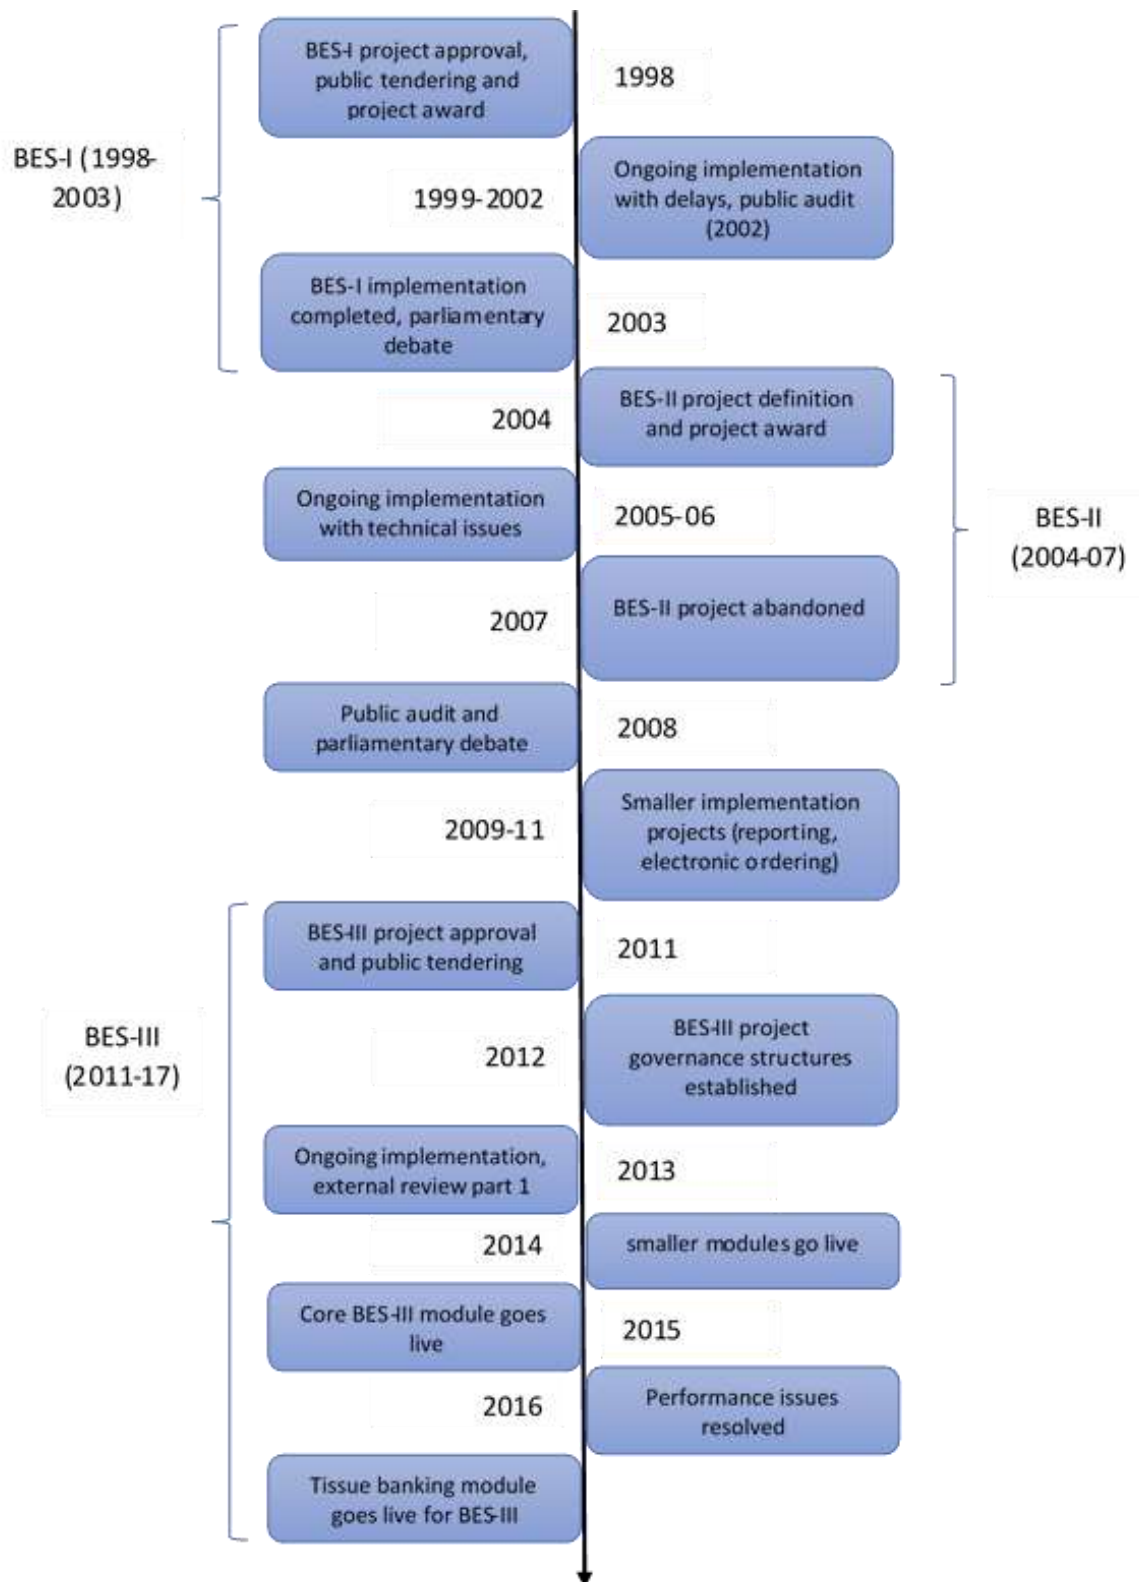 BES-I project approval,
public tendering and
project award
1998
BES-I (1998-
2003)
1999-2002
Ongoing implementation
with delays, public audit
(2002)
BES-I implementation
completed, parliamentary
debate
2003
2004
BES-II project definition
and project award
Ongoing implementation
with technical issues
2005-06
BES-II
(2004-07)
2007
BES-II project abandoned
Public audit and
parliamentary debate
2008
2009-11
Smaller implementation
projects (reporting,
electronic ordering)
BES-III project approval
and public tendering
2011
BES-III
(2011-17)
2012
BES-III project
governance structures
established
Ongoing implementation,
external review part 1
2013
2014
smaller modules go live
Core BES-III module goes
live
2015
2016
Performance issues
resolved
Tissue banking module
goes live for BES-III